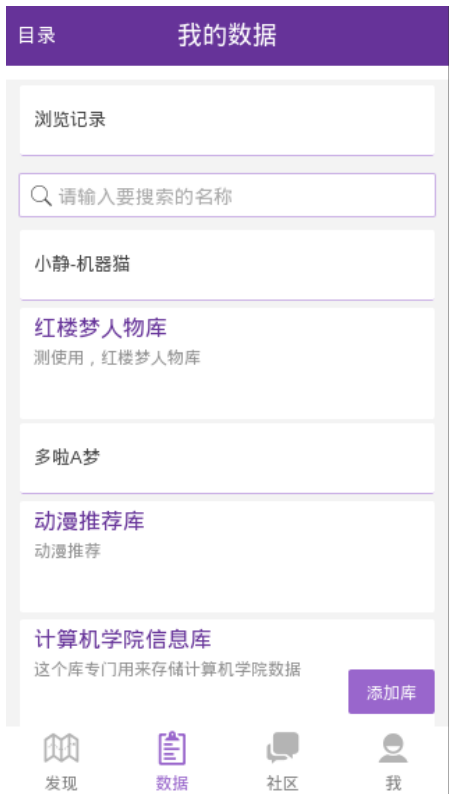 目录
我的数据
浏览记录
请输入要搜索的名称
小静-机器猫
红楼梦人物库
测使用，红楼梦人物库
多啦A梦
动漫推荐库
动漫推荐
计算机学院信息库
这个库专门用来存储计算机学院数据
添加库
发现
数据
社区
我